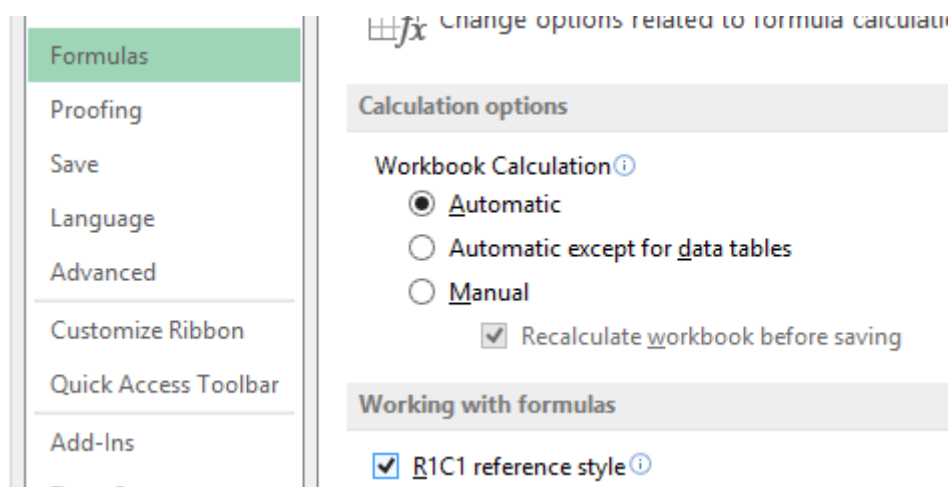 Change options related to formula calculati
Formulas
Proofing
Save
Language
Advanced
Customize Ribbon
Quick Access Toolbar
Add-Ins
Calculation options
Workbook Calculation
Automatic
Automatic except for data tables
Manual
Recalculate workbook before saving
Working with formulas
R1C1 reference style